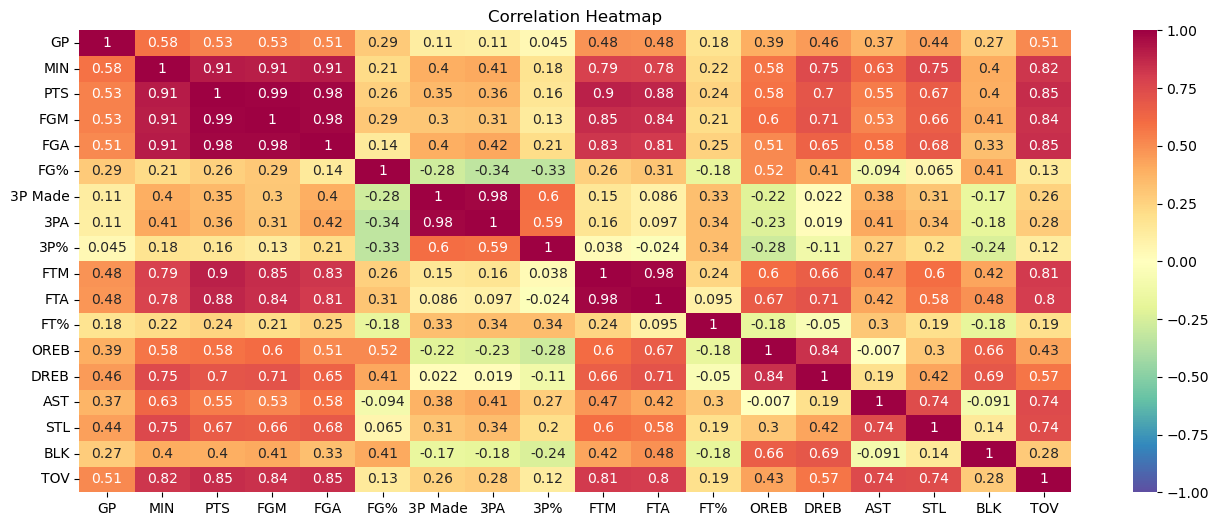 Correlation Heatmap
GP 1 0.58 0.53 0.53 0.51 0.29 0.11 0.11 0.045 0.48 0.48 0.18 0.39 0.46 0.37 0.44 0.27 0.51
MIN 0.58 1 0.91 0.91 0.91 0.21 0.4 0.41 0.18 0.79 0.78 0.22 0.58 0.75 0.63 0.75 0.4 0.82
PTS 0.53 0.91 1 0.99 0.98 0.26 0.35 0.36 0.16 0.9 0.88 0.24 0.58 0.7 0.55 0.67 0.4 0.85
FGM 0.53 0.91 0.99 1 0.98 0.29 0.3 0.31 0.13 0.85 0.84 0.21 0.6 0.71 0.53 0.66 0.41 0.84
FGA 0.51 0.91 0.98 0.98 1 0.14 0.4 0.42 0.21 0.83 0.81 0.25 0.51 0.65 0.58 0.68 0.33 0.85
FG% 0.29 0.21 0.26 0.29 0.14 1 -0.28 -0.34 -0.33 0.26 0.31 -0.18 0.52 0.41 -0.094 0.065 0.41 0.13
3P Made 0.11 0.4 0.35 0.3 0.4 -0.28 1 0.98 0.6 0.15 0.086 0.33 -0.22 0.022 0.38 0.31 -0.17 0.26
3PA 0.11 0.41 0.36 0.31 0.42 -0.34 0.98 1 0.59 0.16 0.097 0.34 -0.23 0.019 0.41 0.34 -0.18 0.28
3P% 0.045 0.18 0.16 0.13 0.21 -0.33 0.6 0.59 1 0.038 -0.024 0.34 -0.28 -0.11 0.27 0.2 -0.24 0.12
FTM 0.48 0.79 0.9 0.85 0.83 0.26 0.15 0.16 0.038 1 0.98 0.24 0.6 0.66 0.47 0.6 0.42 0.81
FTA 0.48 0.78 0.88 0.84 0.81 0.31 0.086 0.097 -0.024 0.98 1 0.095 0.67 0.71 0.42 0.58 0.48 0.8
FT% 0.18 0.22 0.24 0.21 0.25 -0.18 0.33 0.34 0.34 0.24 0.095 1 -0.18 -0.05 0.3 0.19 -0.18 0.19
OREB 0.39 0.58 0.58 0.6 0.51 0.52 -0.22 -0.23 -0.28 0.6 0.67 -0.18 1 0.84 -0.007 0.3 0.66 0.43
DREB 0.46 0.75 0.7 0.71 0.65 0.41 0.022 0.019 -0.11 0.66 0.71 -0.05 0.84 1 0.19 0.42 0.69 0.57
AST 0.37 0.63 0.55 0.53 0.58 -0.094 0.38 0.41 0.27 0.47 0.42 0.3 -0.007 0.19 1 0.74 -0.091 0.74
STL 0.44 0.75 0.67 0.66 0.68 0.065 0.31 0.34 0.2 0.6 0.58 0.19 0.3 0.42 0.74 1 0.14 0.74
BLK 0.27 0.4 0.4 0.41 0.33 0.41 -0.17 -0.18 -0.24 0.42 0.48 -0.18 0.66 0.69 -0.091 0.14 1 0.28
TOV 0.51 0.82 0.85 0.84 0.85 0.13 0.26 0.28 0.12 0.81 0.8 0.19 0.43 0.57 0.74 0.74 0.28 1
GP MIN PTS FGM FGA FG% 3P Made 3PA 3P% FTM FTA FT% OREB DREB AST STL BLK TOV
1.00
0.75
0.50
0.25
0.00
-0.25
-0.50
-0.75
-1.00